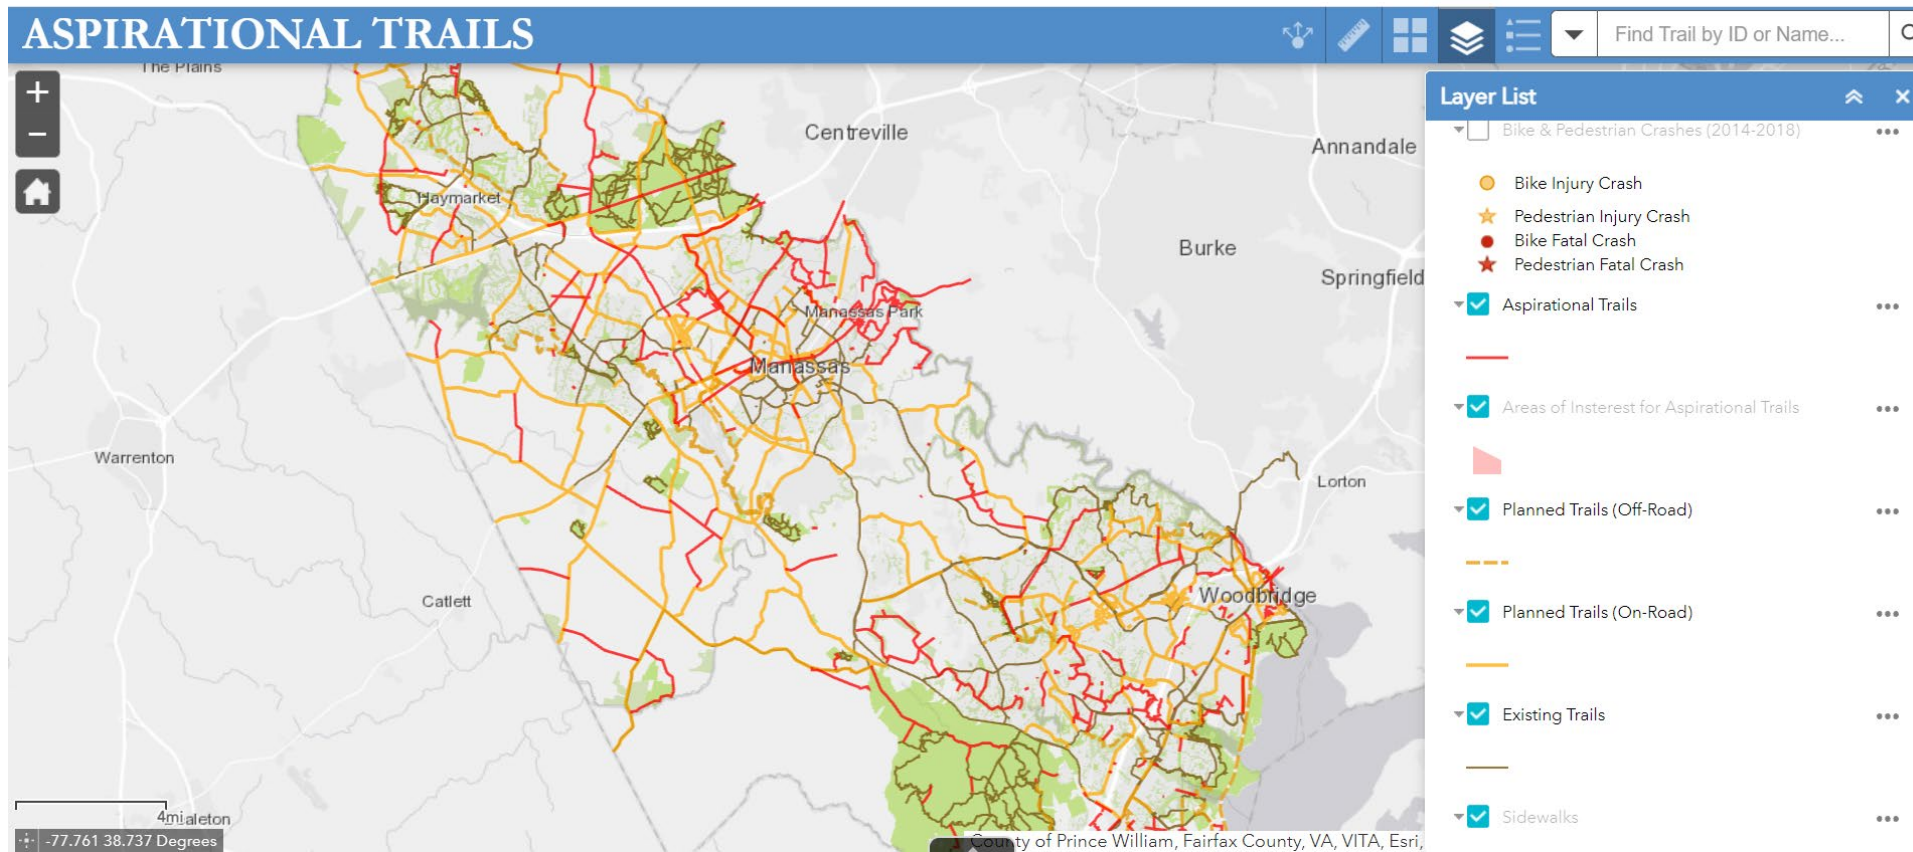 ASPIRATIONAL TRAILS
Find Trail by ID or Name...
The Plains
Centreville
Annandale
Haymarket
Burke
Springfield
Manassas Park
Manassas
Warrenton
Lorton
Catlett
Woodbridge
4mi
aleton
-77.761 38.737 Degrees
County of Prince William, Fairfax County, VA, VITA, Esri,
Layer List
Bike & Pedestrian Crashes (2014-2018)
Bike Injury Crash
Pedestrian Injury Crash
Bike Fatal Crash
Pedestrian Fatal Crash
Aspirational Trails
Areas of Insterest for Aspirational Trails
Planned Trails (Off-Road)
Planned Trails (On-Road)
Existing Trails
Sidewalks